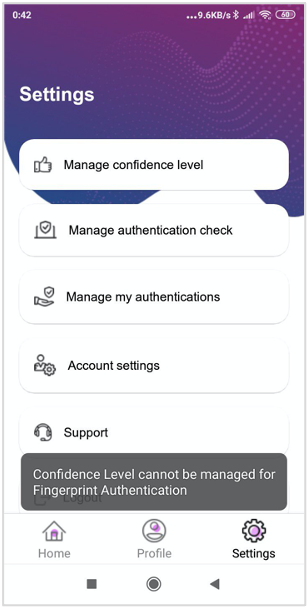 0:42 ...9.6KB/s 60
Settings
Manage confidence level
Manage authentication check
Manage my authentications
Account settings
Support
Confidence Level cannot be managed for
Fingerprint Authentication
Logout
Home Profile Settings